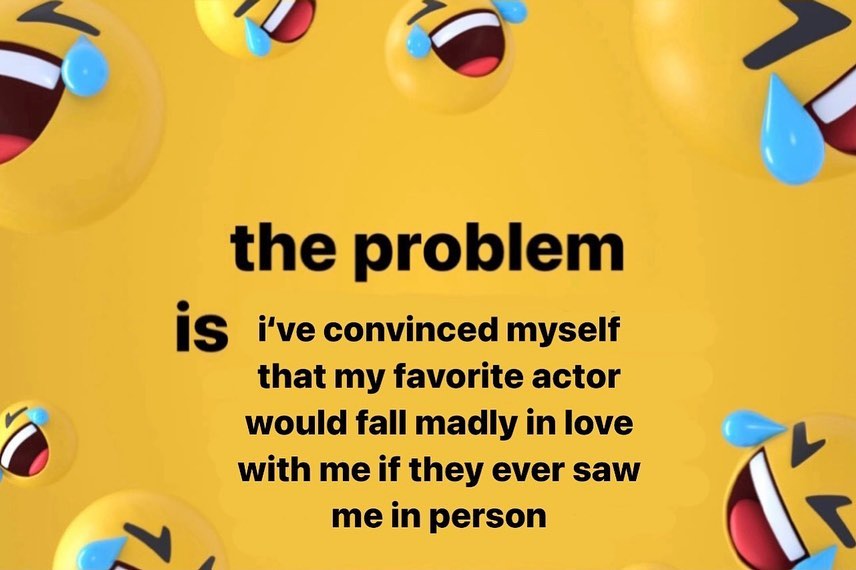 the problem
is i‘ve convinced myself
that my favorite actor
would fall madly in love
with me if they ever saw
me in person